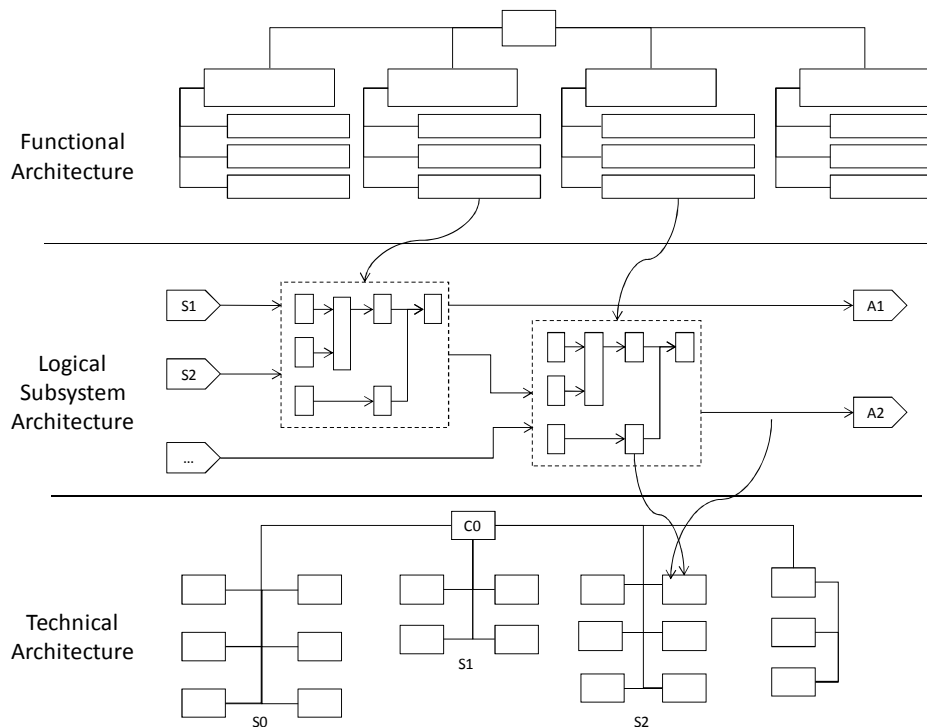 Functional
Architecture
S1
A1
S2
Logical
Subsystem
Architecture
A2
...
C0
Technical
Architecture
S1
S0
S2